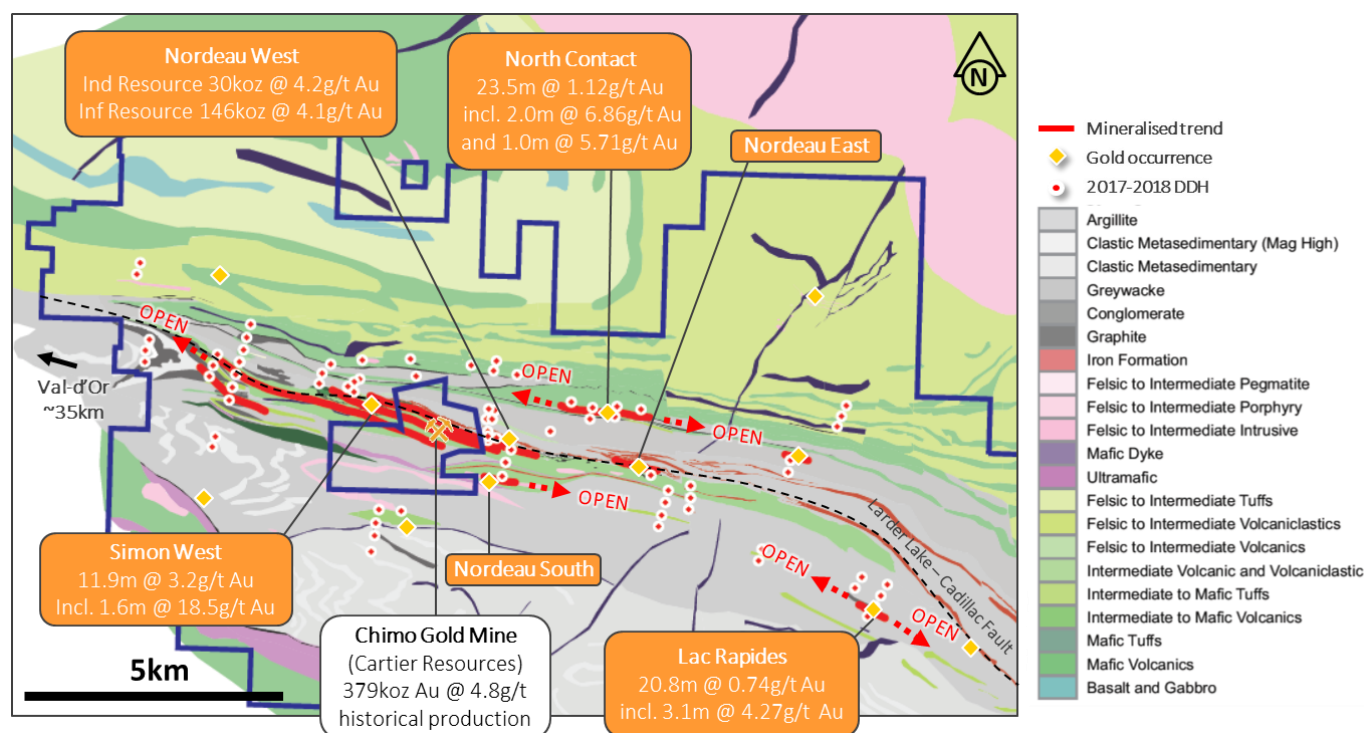 Nordeau West
Ind Resource 30koz @ 4.2g/t Au
Inf Resource 146koz @ 4.1g/t Au
North Contact
23.5m @ 1.12g/t Au
incl. 2.0m @ 6.86g/t Au
and 1.0m @ 5.71g/t Au
Nordeau East
N
OPEN
OPEN
OPEN
OPEN
OPEN
OPEN
Val-d'Or
~35km
Larder Lake – Cadillac Fault
Simon West
11.9m @ 3.2g/t Au
Incl. 1.6m @ 18.5g/t Au
Nordeau South
Chimo Gold Mine
(Cartier Resources)
379koz Au @ 4.8g/t
historical production
Lac Rapides
20.8m @ 0.74g/t Au
incl. 3.1m @ 4.27g/t Au
5km
Mineralised trend
Gold occurrence
2017-2018 DDH
Argillite
Clastic Metasedimentary (Mag High)
Clastic Metasedimentary
Greywacke
Conglomerate
Graphite
Iron Formation
Felsic to Intermediate Pegmatite
Felsic to Intermediate Porphyry
Felsic to Intermediate Intrusive
Mafic Dyke
Ultramafic
Felsic to Intermediate Tuffs
Felsic to Intermediate Volcaniclastics
Felsic to Intermediate Volcanics
Intermediate Volcanic and Volcaniclastic
Intermediate to Mafic Tuffs
Intermediate to Mafic Volcanics
Mafic Tuffs
Mafic Volcanics
Basalt and Gabbro